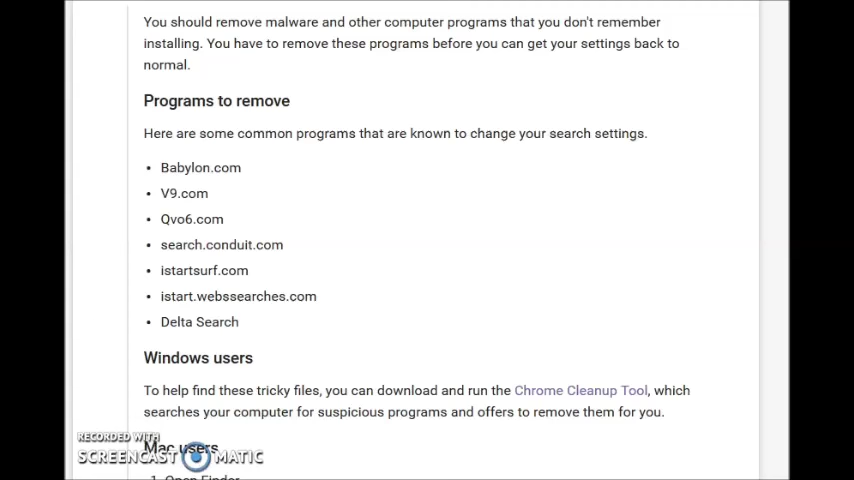 You should remove malware and other computer programs that you don't remember
installing. You have to remove these programs before you can get your settings back to
normal.
Programs to remove
Here are some common programs that are known to change your search settings.
• Babylon.com
• V9.com
• Qvo6.com
• search.conduit.com
• istartsurf.com
• istart.webssearches.com
• Delta Search
Windows users
To help find these tricky files, you can download and run the Chrome Cleanup Tool, which
searches your computer for suspicious programs and offers to remove them for you.
RECORDED WITH
Mac users
SCREENCAST MATIC
1. Open Finder